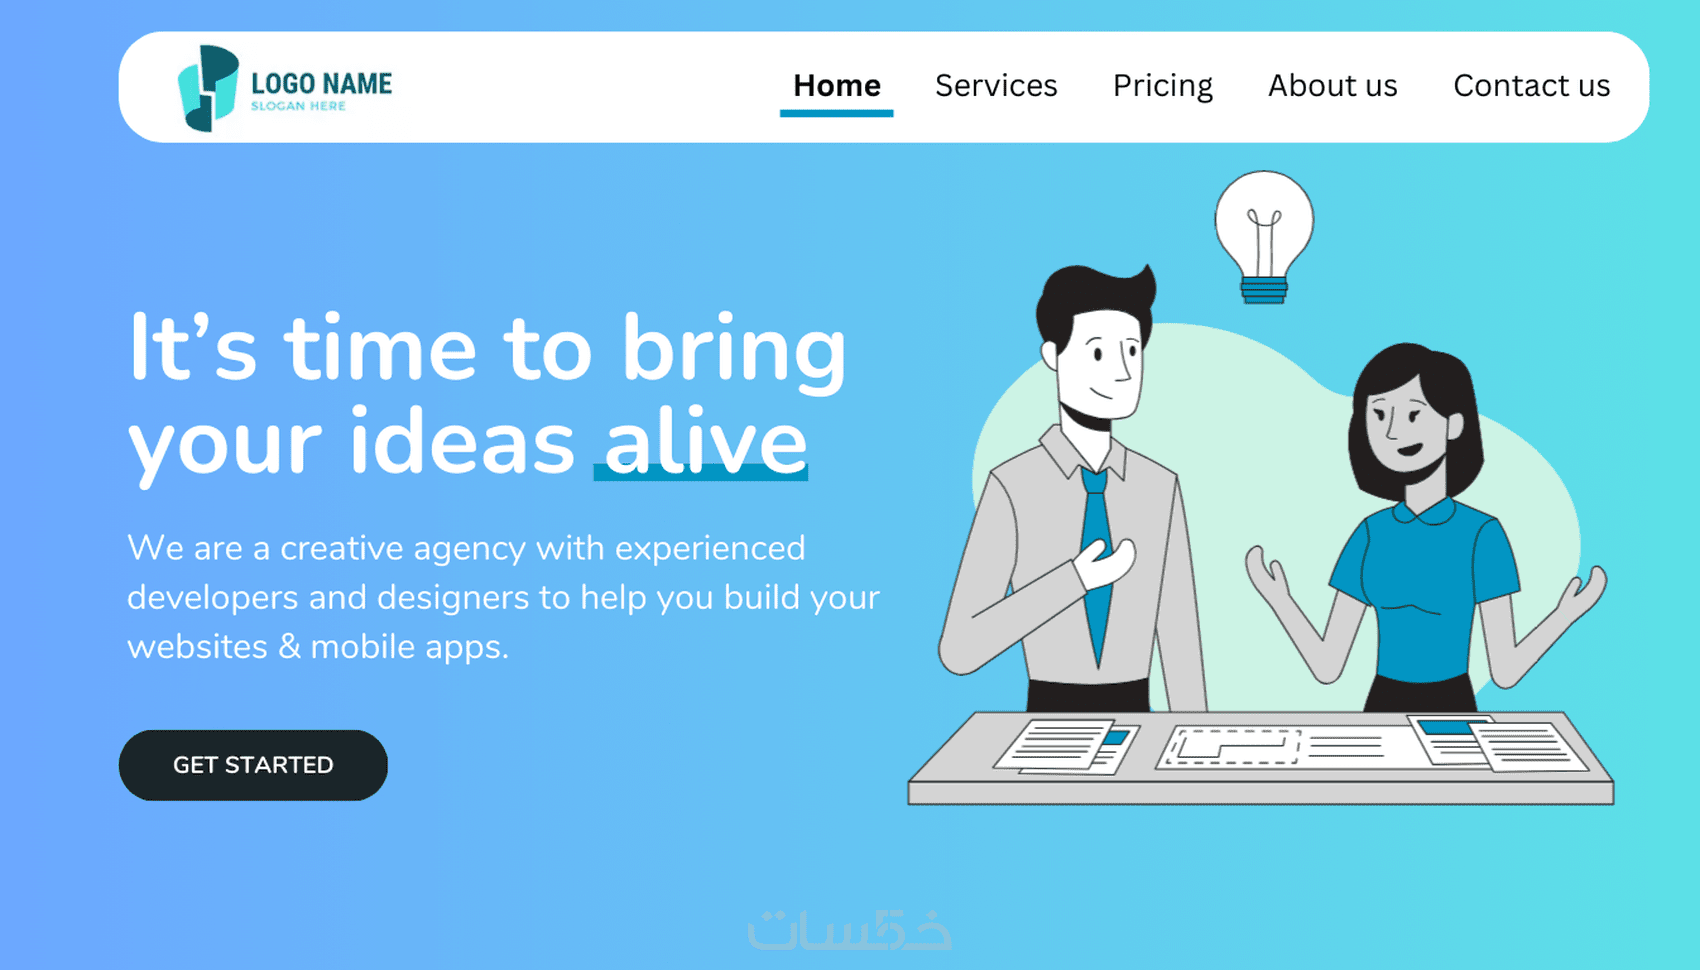 LOGO NAME
SLOGAN HERE
Home Services Pricing About us Contact us
It’s time to bring
your ideas alive
We are a creative agency with experienced
developers and designers to help you build your
websites & mobile apps.
GET STARTED
خمسات